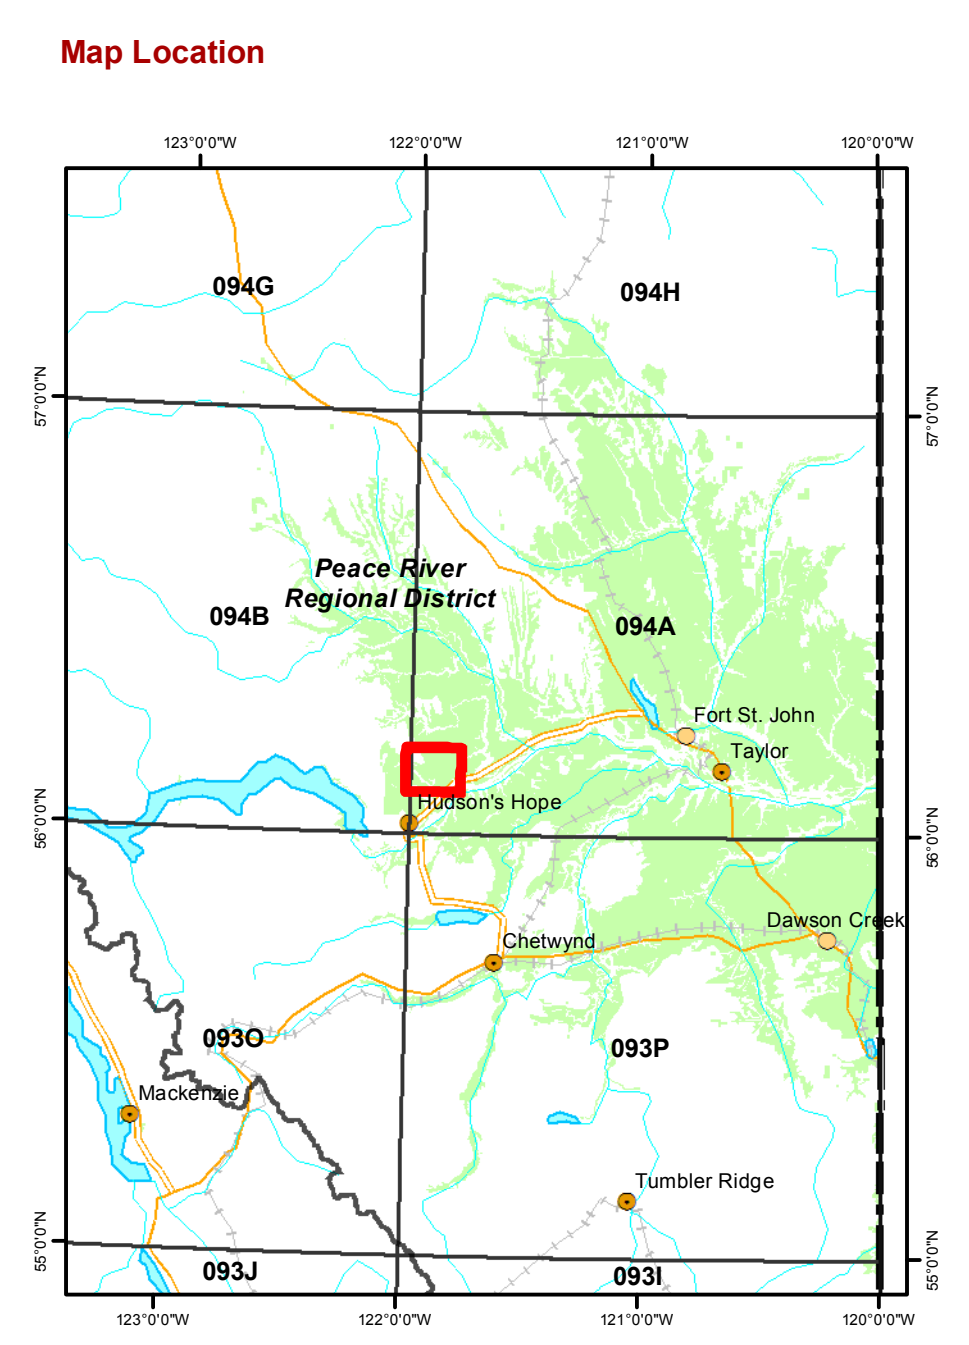 Map Location
123°0'0"W
122°0'0"W
121°0'0"W
120°0'0"W
094G
094H
57°0'0"N
57°0'0"N
Peace River
Regional District
094B
094A
Fort St. John
Taylor
Hudson's Hope
56°0'0"N
56°0'0"N
Dawson Creek
Chetwynd
093O
093P
Mackenzie
Tumbler Ridge
55°0'0"N
55°0'0"N
093J
093I
123°0'0"W
122°0'0"W
121°0'0"W
120°0'0"W